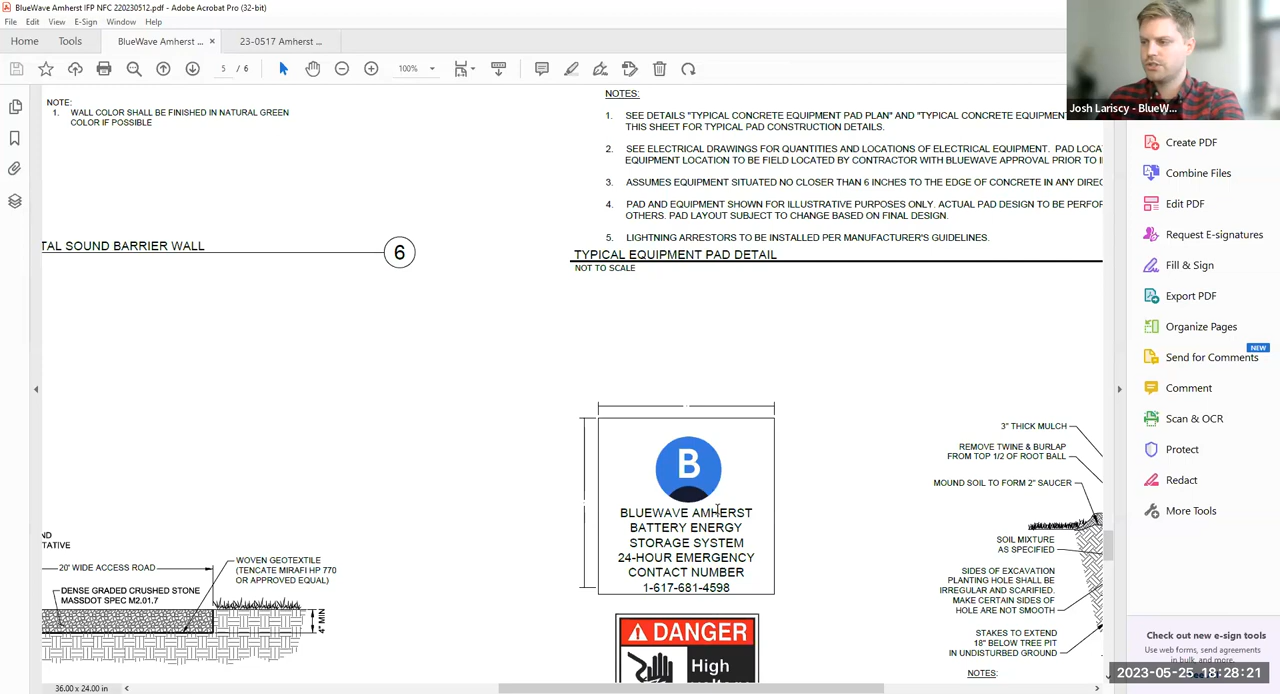 BlueWave Amherst IFP NFC 220230512.pdf - Adobe Acrobat Pro (32-bit)
File Edit View E-Sign Window Help
Home Tools BlueWave Amherst ... × 23-0517 Amherst ...
5 / 6 100%
Josh Lariscy - BlueW...
NOTE:
1. WALL COLOR SHALL BE FINISHED IN NATURAL GREEN
COLOR IF POSSIBLE
TAL SOUND BARRIER WALL
6
NOTES:
1. SEE DETAILS "TYPICAL CONCRETE EQUIPMENT PAD PLAN" AND "TYPICAL CONCRETE EQUIPMENT
THIS SHEET FOR TYPICAL PAD CONSTRUCTION DETAILS.
2. SEE ELECTRICAL DRAWINGS FOR QUANTITIES AND LOCATIONS OF ELECTRICAL EQUIPMENT. PAD LOCA
EQUIPMENT LOCATION TO BE FIELD LOCATED BY CONTRACTOR WITH BLUEWAVE APPROVAL PRIOR TO I
3. ASSUMES EQUIPMENT SITUATED NO CLOSER THAN 6 INCHES TO THE EDGE OF CONCRETE IN ANY DIREC
4. PAD AND EQUIPMENT SHOWN FOR ILLUSTRATIVE PURPOSES ONLY. ACTUAL PAD DESIGN TO BE PERFOR
OTHERS. PAD LAYOUT SUBJECT TO CHANGE BASED ON FINAL DESIGN.
5. LIGHTNING ARRESTORS TO BE INSTALLED PER MANUFACTURER'S GUIDELINES.
TYPICAL EQUIPMENT PAD DETAIL
NOT TO SCALE
B
BLUEWAVE AMHERST
BATTERY ENERGY
STORAGE SYSTEM
24-HOUR EMERGENCY
CONTACT NUMBER
1-617-681-4598
DANGER
High
ND
TATIVE
20' WIDE ACCESS ROAD
DENSE GRADED CRUSHED STONE
MASSDOT SPEC M2.01.7
WOVEN GEOTEXTILE
(TENCATE MIRAFI HP 770
OR APPROVED EQUAL)
4" MIN
3" THICK MULCH
REMOVE TWINE & BURLAP
FROM TOP 1/2 OF ROOT BALL
MOUND SOIL TO FORM 2" SAUCER
SOIL MIXTURE
AS SPECIFIED
SIDES OF EXCAVATION
PLANTING HOLE SHALL BE
IRREGULAR AND SCARIFIED.
MAKE CERTAIN SIDES OF
HOLE ARE NOT SMOOTH
STAKES TO EXTEND
18" BELOW TREE PIT
IN UNDISTURBED GROUND
NOTES:
36.00 x 24.00 in
Create PDF
Combine Files
Edit PDF
Request E-signatures
Fill & Sign
Export PDF
Organize Pages
NEW
Send for Comments
Comment
Scan & OCR
Protect
Redact
More Tools
Check out new e-sign tools
Use web forms, send agreements
in bulk, and more.
2023-05-25 18:28:21